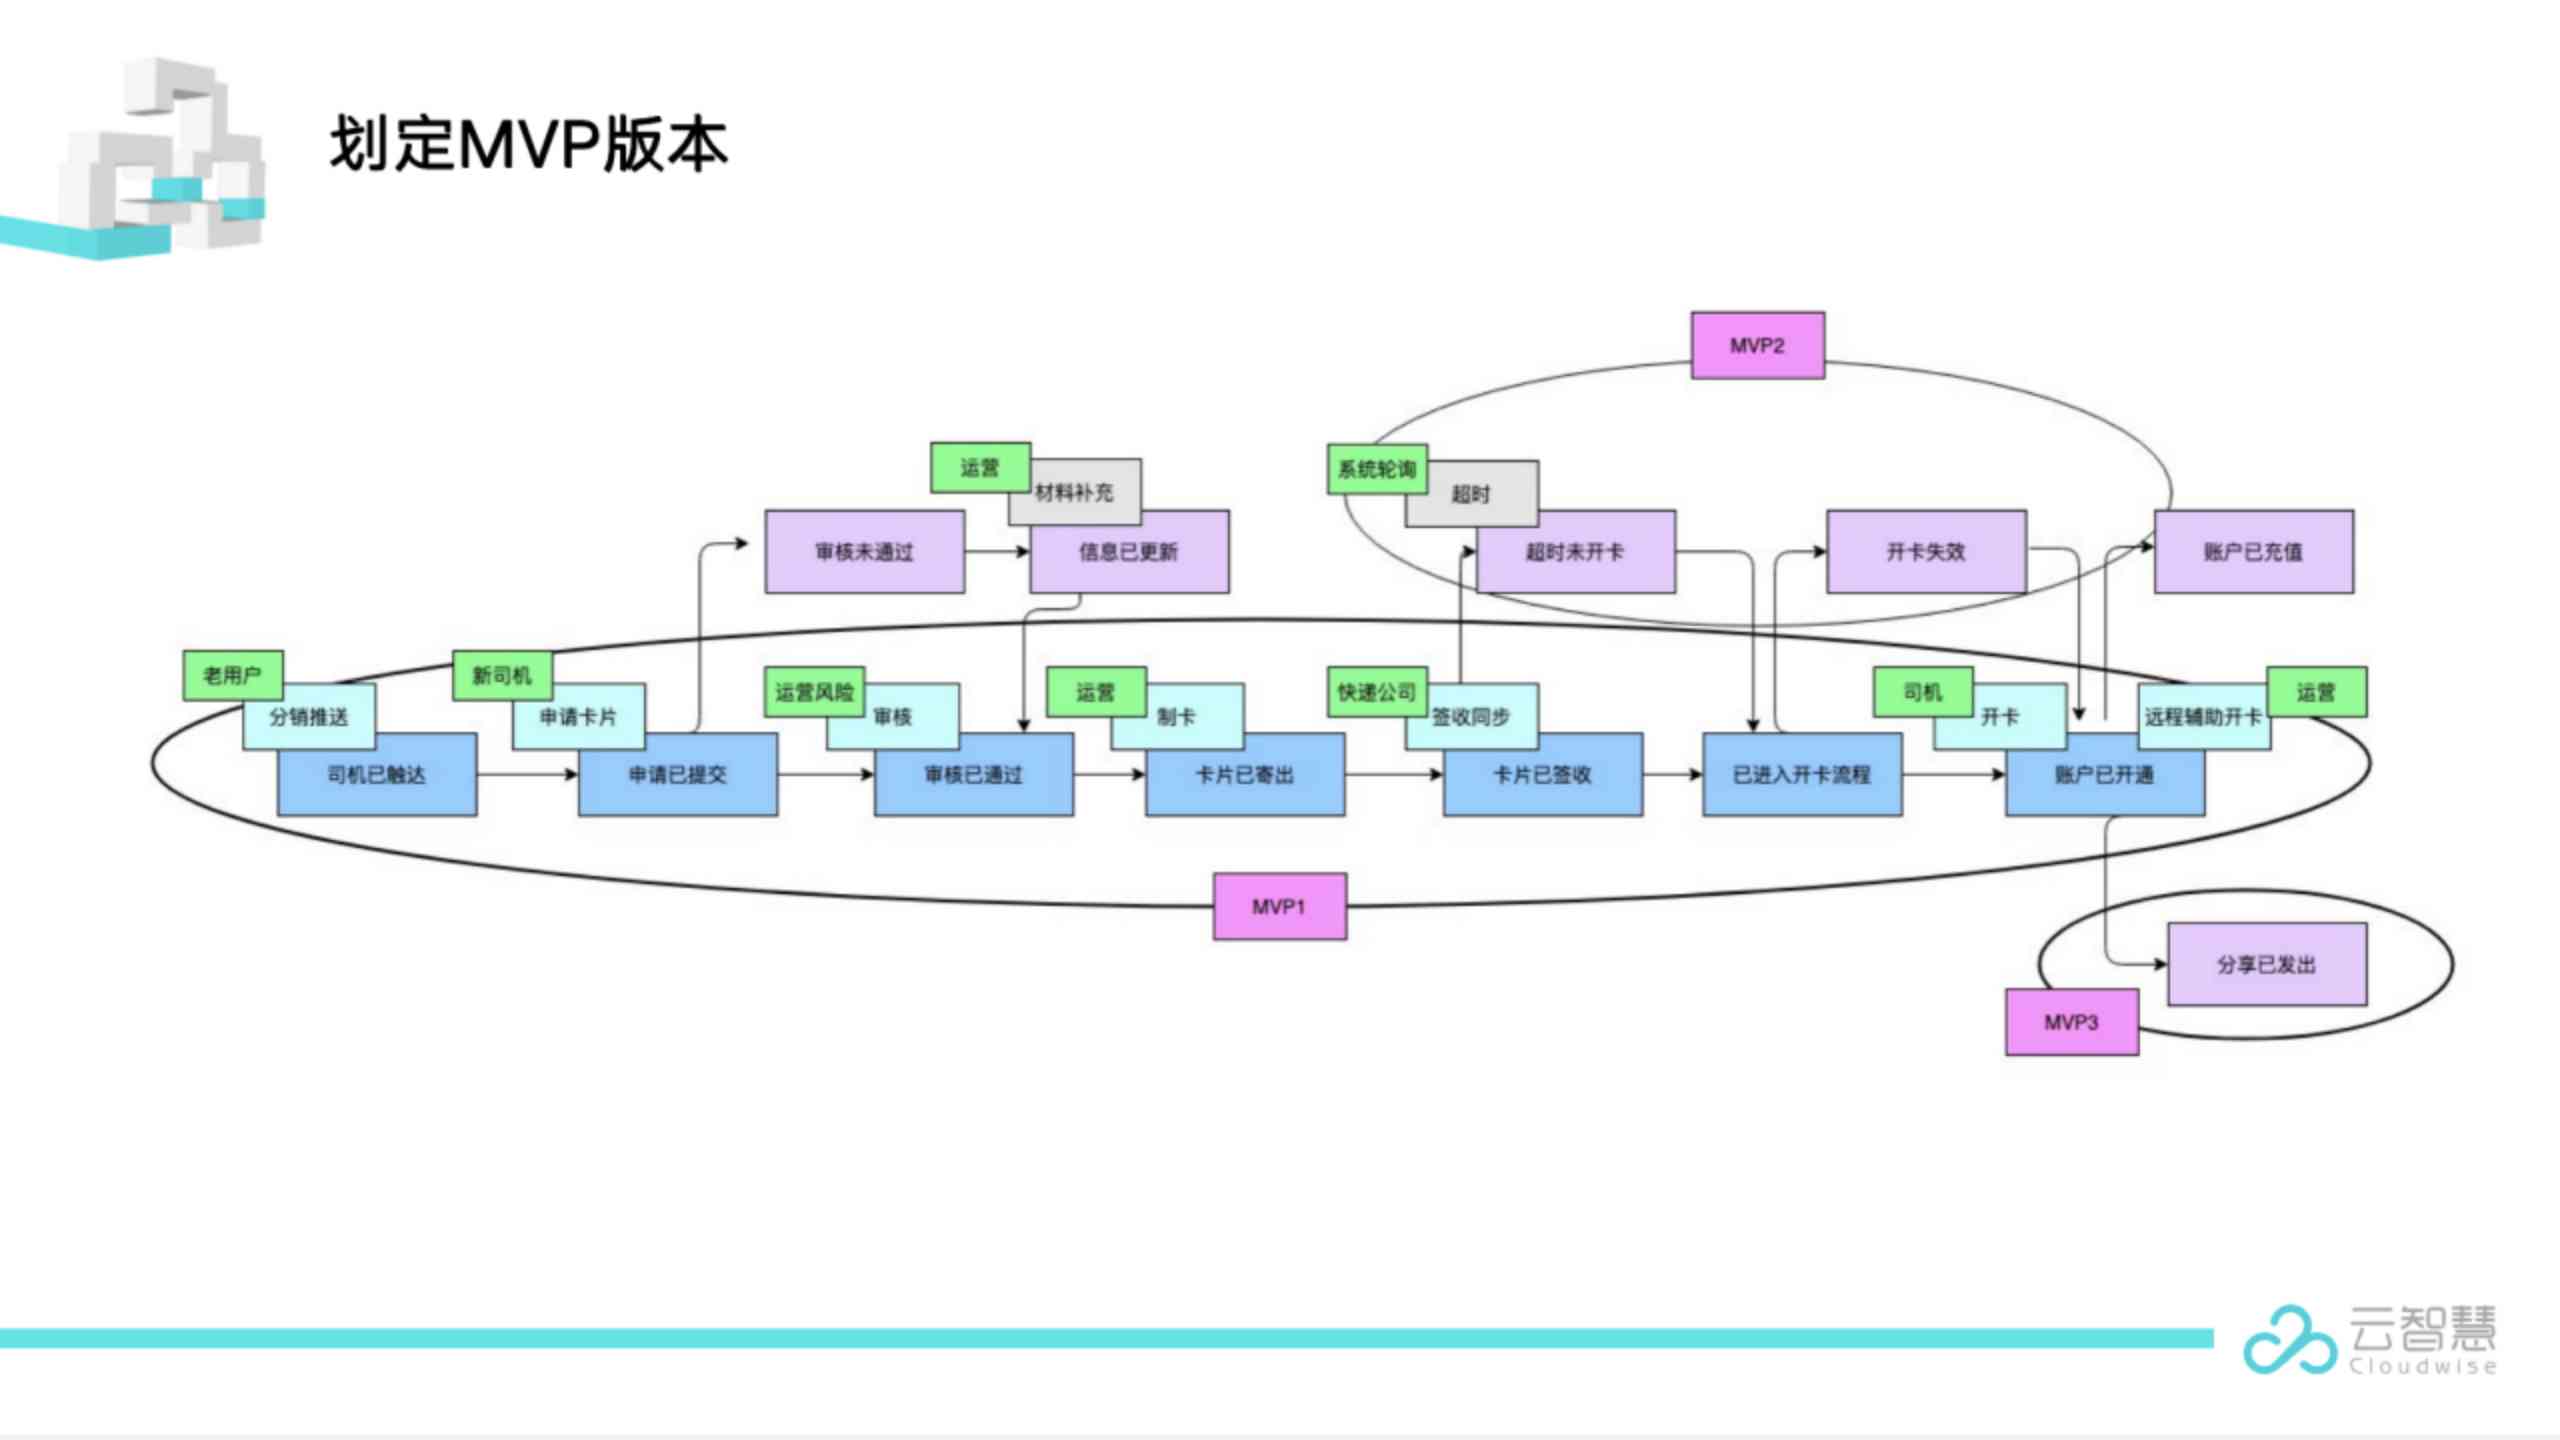 划定MVP版本
MVP2
运营
材料补充
系统轮询
超时
审核未通过
信息已更新
超时未开卡
开卡失效
账户已充值
老用户
分销推送
司机已触达
新司机
申请卡片
申请已提交
运营风险
审核
审核已通过
运营
制卡
卡片已寄出
快递公司
签收同步
卡片已签收
已进入开卡流程
司机
开卡
账户已开通
远程辅助开卡
运营
MVP1
分享已发出
MVP3
云智慧
Cloudwise